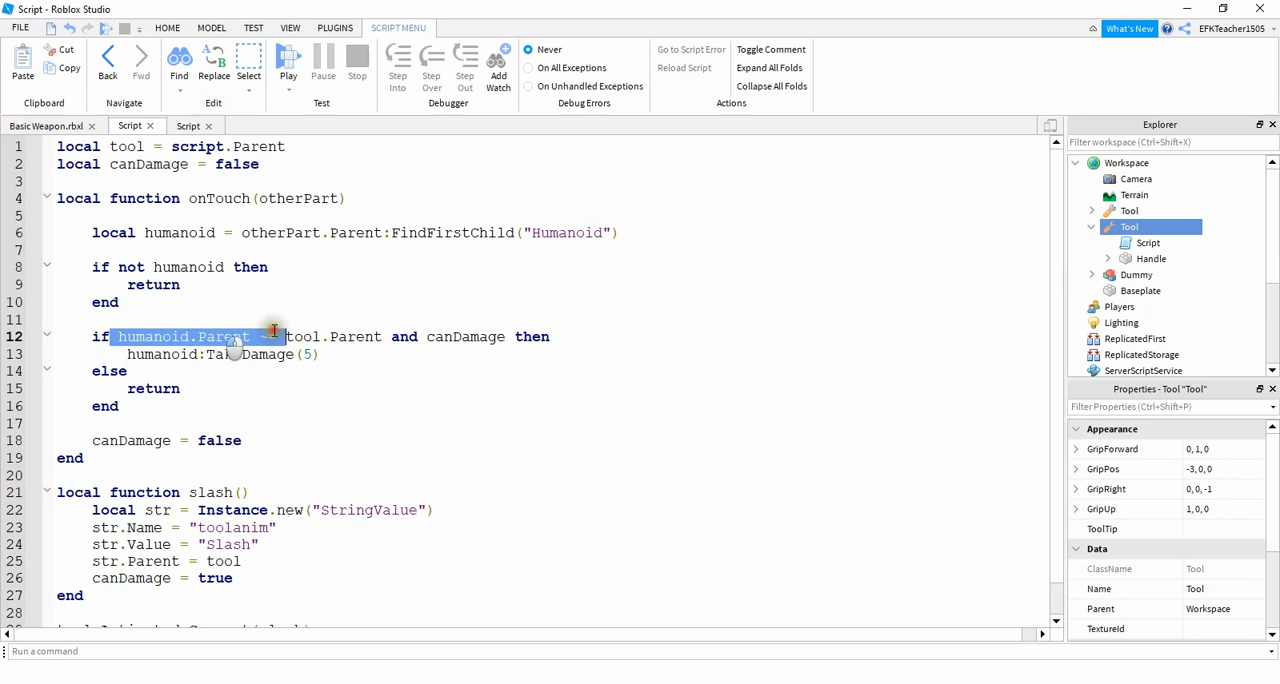 Script - Roblox Studio
FILE HOME MODEL TEST VIEW PLUGINS SCRIPT MENU What's New EFKTeacher1505
Paste Cut Copy Back Fwd Find Replace Select Play Pause Stop Step Into Step Over Step Out Add Watch
Never
On All Exceptions
On Unhandled Exceptions
Go to Script Error
Reload Script
Toggle Comment
Expand All Folds
Collapse All Folds
Clipboard Navigate Edit Test Debugger Debug Errors Actions
Basic Weapon.rbxl Script Script
1 local tool = script.Parent
2 local canDamage = false
3
4 local function onTouch(otherPart)
5
6 local humanoid = otherPart.Parent:FindFirstChild("Humanoid")
7
8 if not humanoid then
9 return
10 end
11
12 if humanoid.Parent ~= tool.Parent and canDamage then
13 humanoid:TakeDamage(5)
14 else
15 return
16 end
17
18 canDamage = false
19 end
20
21 local function slash()
22 local str = Instance.new("StringValue")
23 str.Name = "toolanim"
24 str.Value = "Slash"
25 str.Parent = tool
26 canDamage = true
27 end
28
Run a command
Explorer
Filter workspace (Ctrl+Shift+X)
Workspace
Camera
Terrain
Tool
Tool
Script
Handle
Dummy
Baseplate
Players
Lighting
ReplicatedFirst
ReplicatedStorage
ServerScriptService
Properties - Tool "Tool"
Filter Properties (Ctrl+Shift+P)
Appearance
GripForward 0, 1, 0
GripPos -3, 0, 0
GripRight 0, 0, -1
GripUp 1, 0, 0
ToolTip
Data
ClassName Tool
Name Tool
Parent Workspace
TextureId